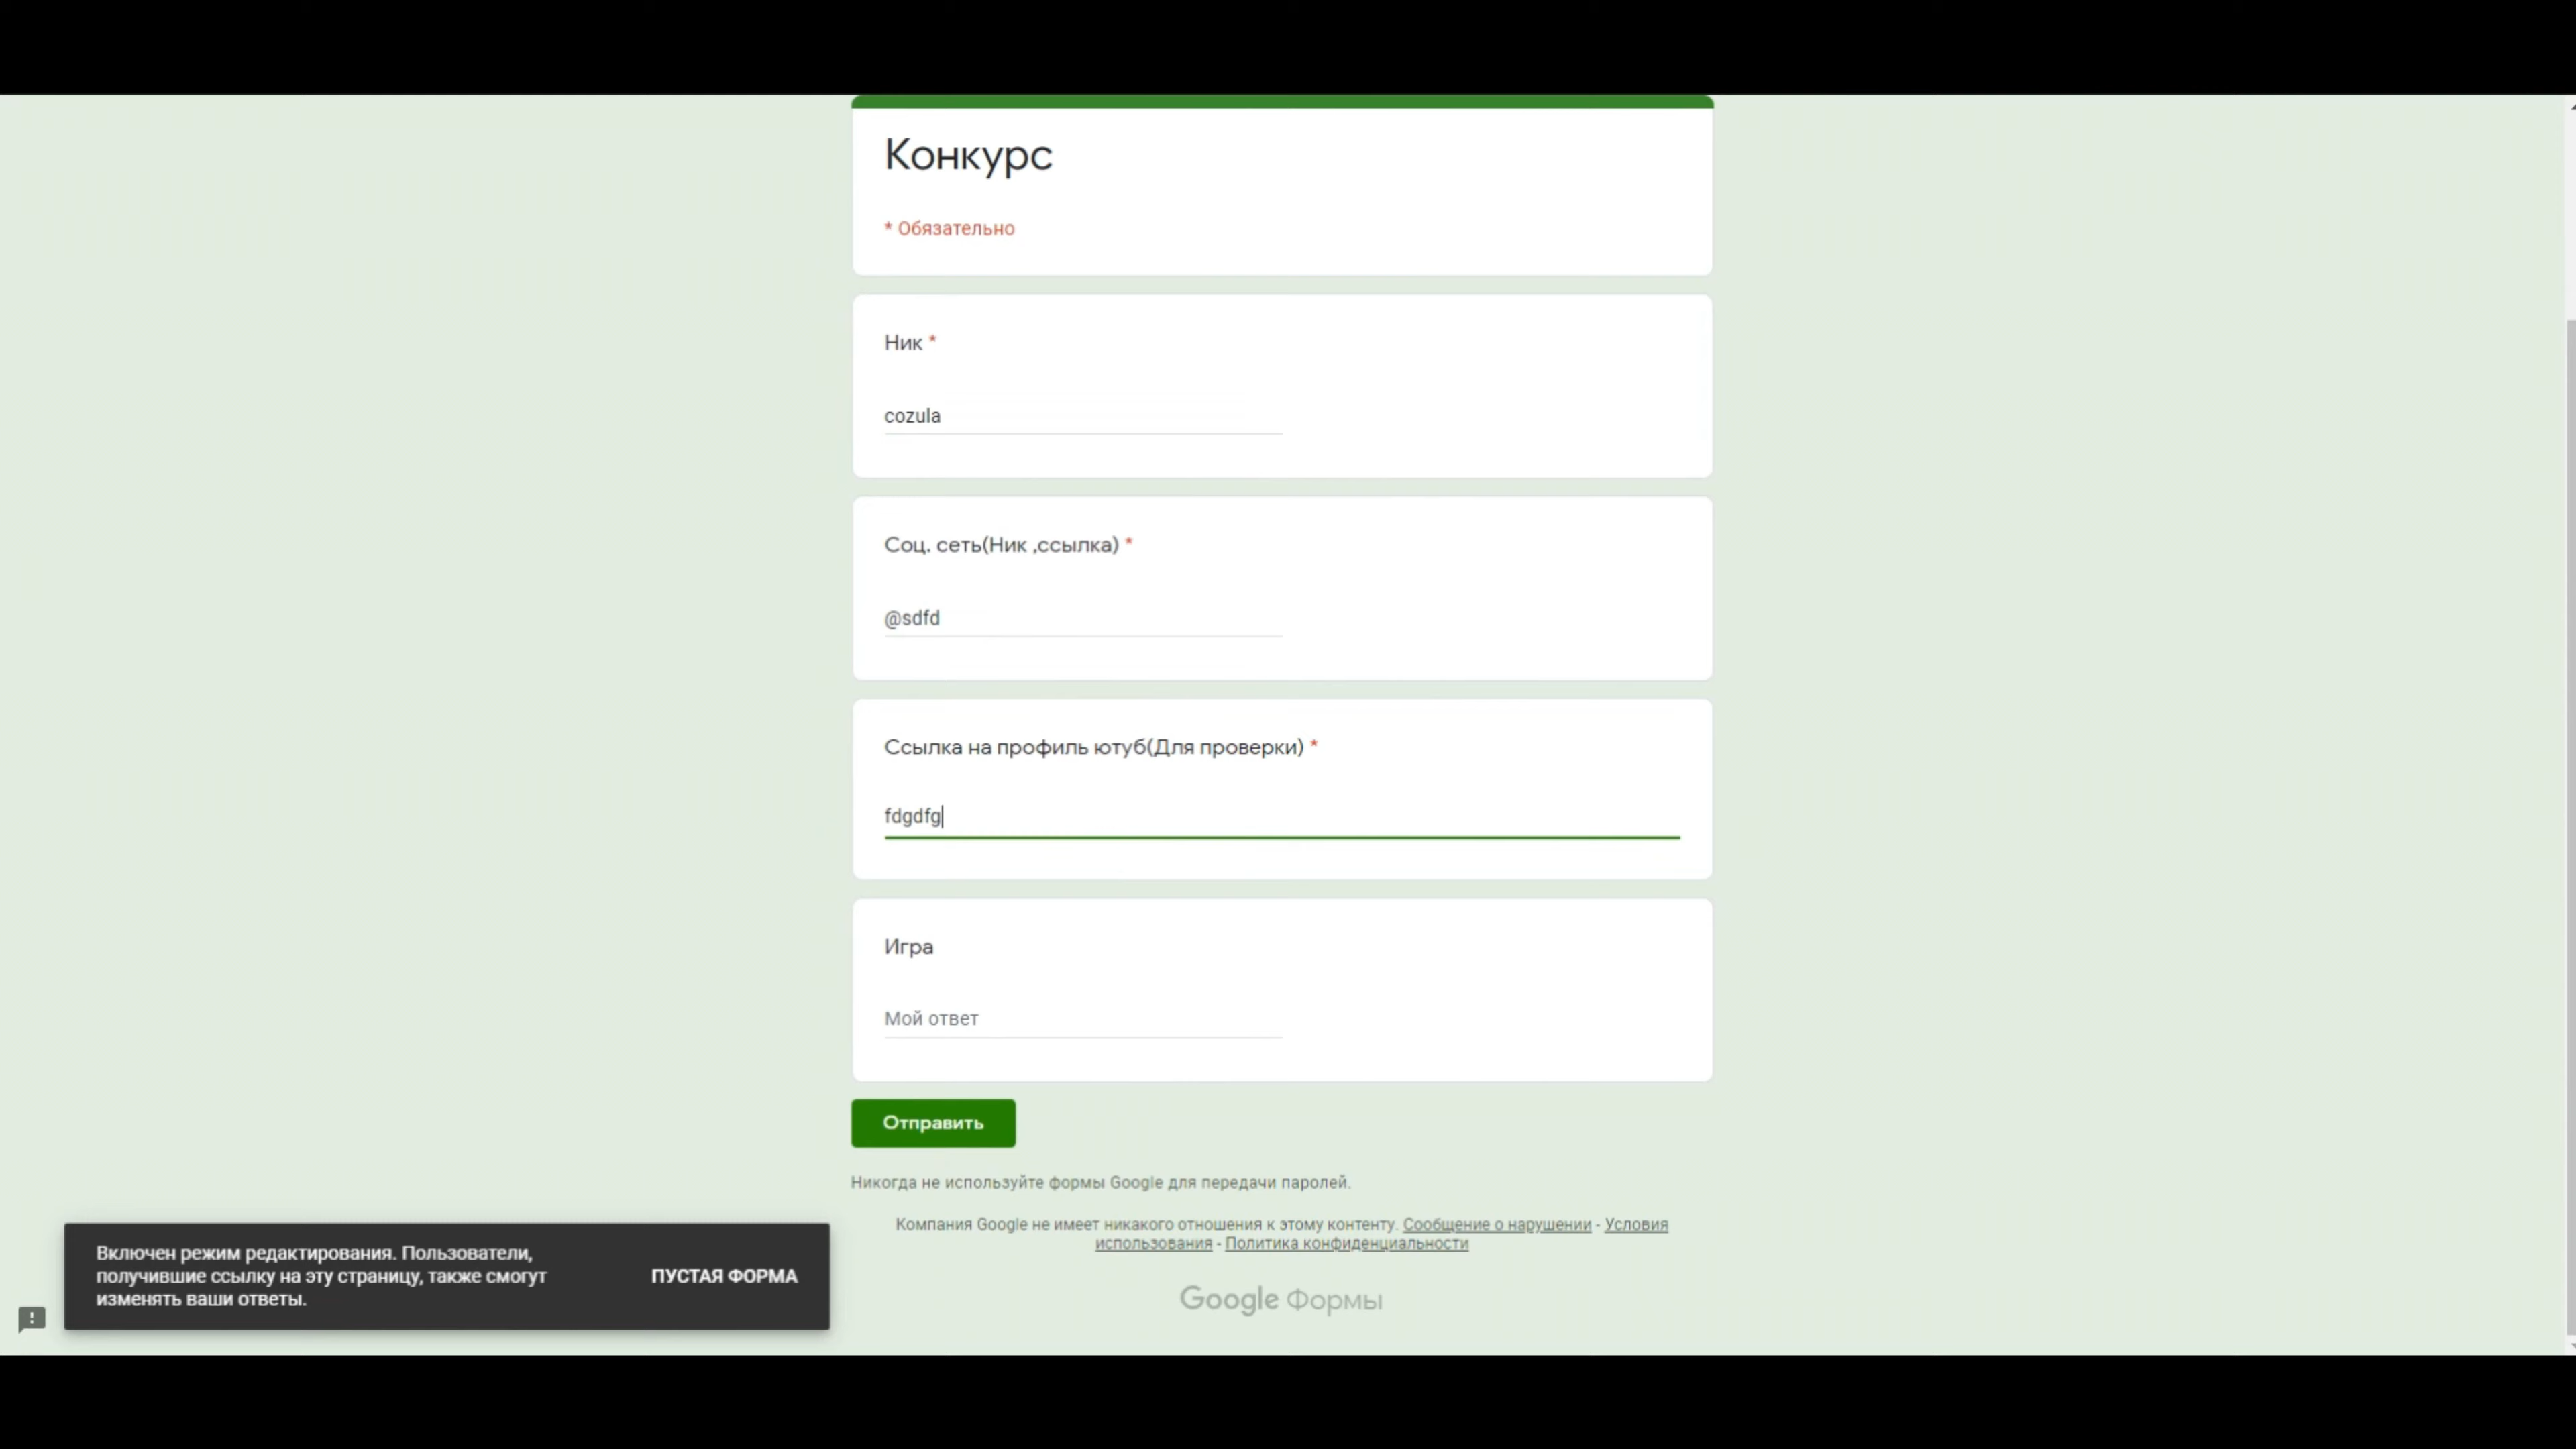 Конкурс
* Обязательно
Ник *
cozula
Соц. сеть(Ник ,ссылка) *
@sdfd
Ссылка на профиль ютуб(Для проверки) *
fdgdfg
Игра
Мой ответ
Отправить
Никогда не используйте формы Google для передачи паролей.
Компания Google не имеет никакого отношения к этому контенту. Сообщение о нарушении - Условия
использования - Политика конфиденциальности
Google Формы
Включен режим редактирования. Пользователи,
получившие ссылку на эту страницу, также смогут
изменять ваши ответы.
ПУСТАЯ ФОРМА